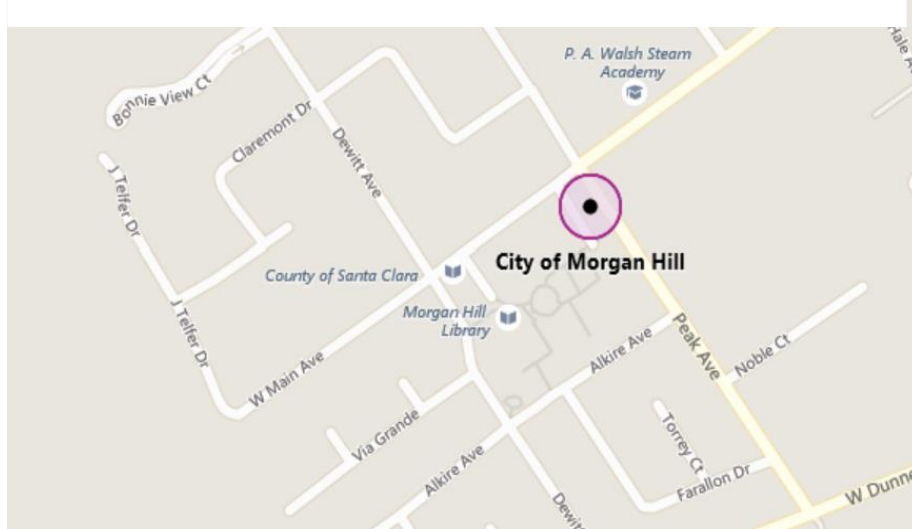 P. A. Walsh Steam
Academy
Bonnie View Ct
Claremont Dr
Dewitt Ave
J Telfer Dr
County of Santa Clara
City of Morgan Hill
Morgan Hill
Library
J Telfer Dr
W Main Ave
Alkire Ave
Peak Ave
Noble Ct
Via Grande
Torrey Ct
Alkire Ave
Farallon Dr
W Dunne
Dewitt